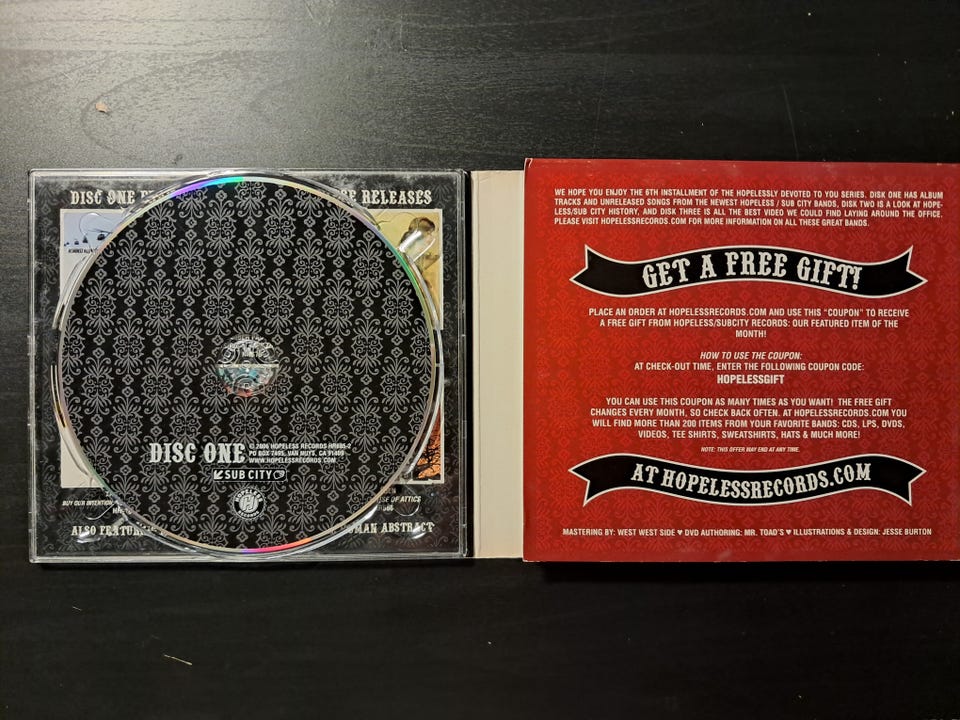 DISC ONE
RELEASES
DISC ONE
© 2006 HOPELESS RECORDS HR685-2
PO BOX 7495, VAN NUYS, CA 91409
WWW.HOPELESSRECORDS.COM
SUB CITY
BUY OUR INTENTION
OF ATTICS
ALSO
ABSTRACT
WE HOPE YOU ENJOY THE 6TH INSTALLMENT OF THE HOPELESSLY DEVOTED TO YOU SERIES. DISK ONE HAS ALBUM
TRACKS AND UNRELEASED SONGS FROM THE NEWEST HOPELESS / SUB CITY BANDS, DISK TWO IS A LOOK AT HOPE-
LESS/SUB CITY HISTORY, AND DISK THREE IS ALL THE BEST VIDEO WE COULD FIND LAYING AROUND THE OFFICE.
PLEASE VISIT HOPELESSRECORDS.COM FOR MORE INFORMATION ON ALL THESE GREAT BANDS.
GET A FREE GIFT!
PLACE AN ORDER AT HOPELESSRECORDS.COM AND USE THIS “COUPON” TO RECEIVE
A FREE GIFT FROM HOPELESS/SUBCITY RECORDS: OUR FEATURED ITEM OF THE
MONTH!
HOW TO USE THE COUPON:
AT CHECK-OUT TIME, ENTER THE FOLLOWING COUPON CODE:
HOPELESSGIFT
YOU CAN USE THIS COUPON AS MANY TIMES AS YOU WANT! THE FREE GIFT
CHANGES EVERY MONTH, SO CHECK BACK OFTEN. AT HOPELESSRECORDS.COM YOU
WILL FIND MORE THAN 200 ITEMS FROM YOUR FAVORITE BANDS: CDS, LPS, DVDS,
VIDEOS, TEE SHIRTS, SWEATSHIRTS, HATS & MUCH MORE!
NOTE: THIS OFFER MAY END AT ANY TIME.
AT HOPELESSRECORDS.COM
MASTERING BY: WEST WEST SIDE ♥ DVD AUTHORING: MR. TOAD'S ♥ ILLUSTRATIONS & DESIGN: JESSE BURTON